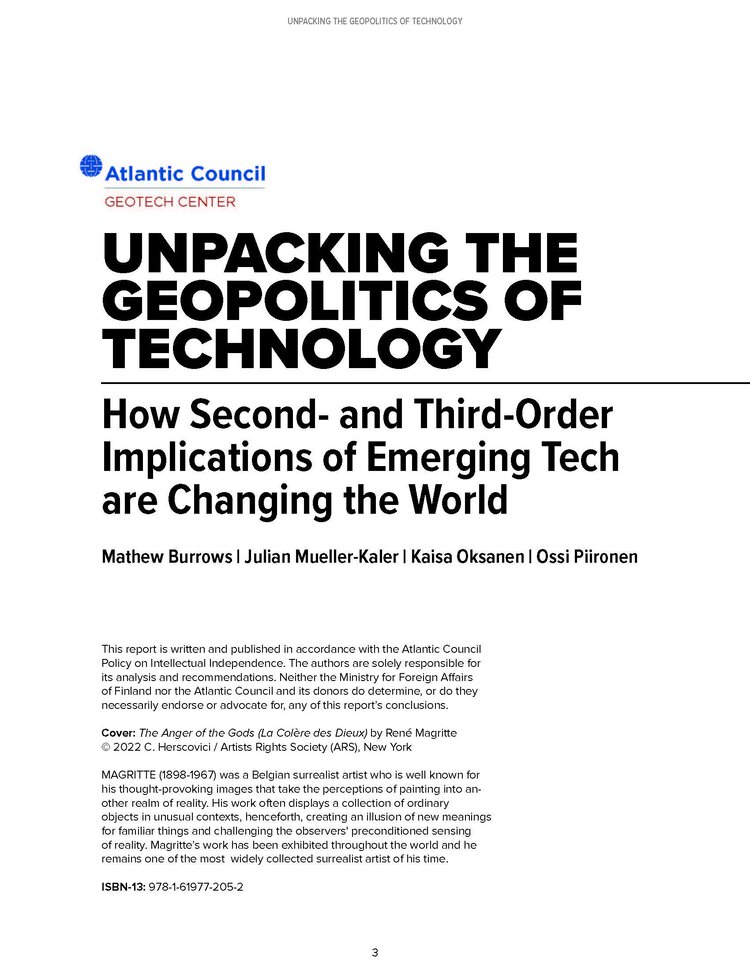 UNPACKING THE GEOPOLITICS OF TECHNOLOGY
Atlantic Council
GEOTECH CENTER
UNPACKING THE
GEOPOLITICS OF
TECHNOLOGY
How Second- and Third-Order
Implications of Emerging Tech
are Changing the World
Mathew Burrows | Julian Mueller-Kaler | Kaisa Oksanen | Ossi Piironen
This report is written and published in accordance with the Atlantic Council
Policy on Intellectual Independence. The authors are solely responsible for
its analysis and recommendations. Neither the Ministry for Foreign Affairs
of Finland nor the Atlantic Council and its donors do determine, or do they
necessarily endorse or advocate for, any of this report's conclusions.
Cover: The Anger of the Gods (La Colère des Dieux) by René Magritte
© 2022 C. Herscovici / Artists Rights Society (ARS), New York
MAGRITTE (1898-1967) was a Belgian surrealist artist who is well known for
his thought-provoking images that take the perceptions of painting into an-
other realm of reality. His work often displays a collection of ordinary
objects in unusual contexts, henceforth, creating an illusion of new meanings
for familiar things and challenging the observers' preconditioned sensing
of reality. Magritte's work has been exhibited throughout the world and he
remains one of the most widely collected surrealist artist of his time.
ISBN-13: 978-1-61977-205-2
3